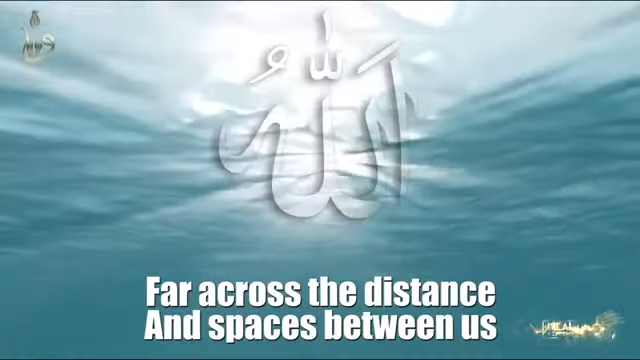 الله
Far across the distance
And spaces between us